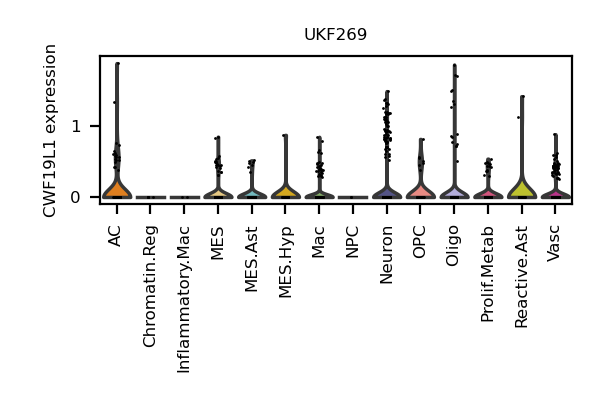 UKF269
CWF19L1 expression
1
0
AC
Chromatin.Reg
Inflammatory.Mac
MES
MES.Ast
MES.Hyp
Mac
NPC
Neuron
OPC
Oligo
Prolif.Metab
Reactive.Ast
Vasc